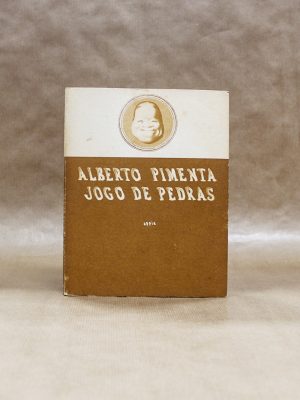 ALBERTO PIMENTA
JOGO DE PEDRAS